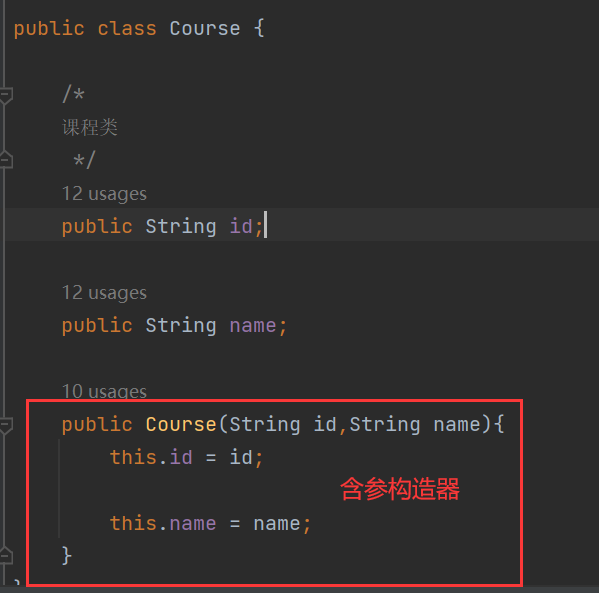 public class Course {
/*
课程类
*/
12 usages
public String id;
12 usages
public String name;
10 usages
public Course(String id,String name){
this.id = id;
含参构造器
this.name = name;
}
}